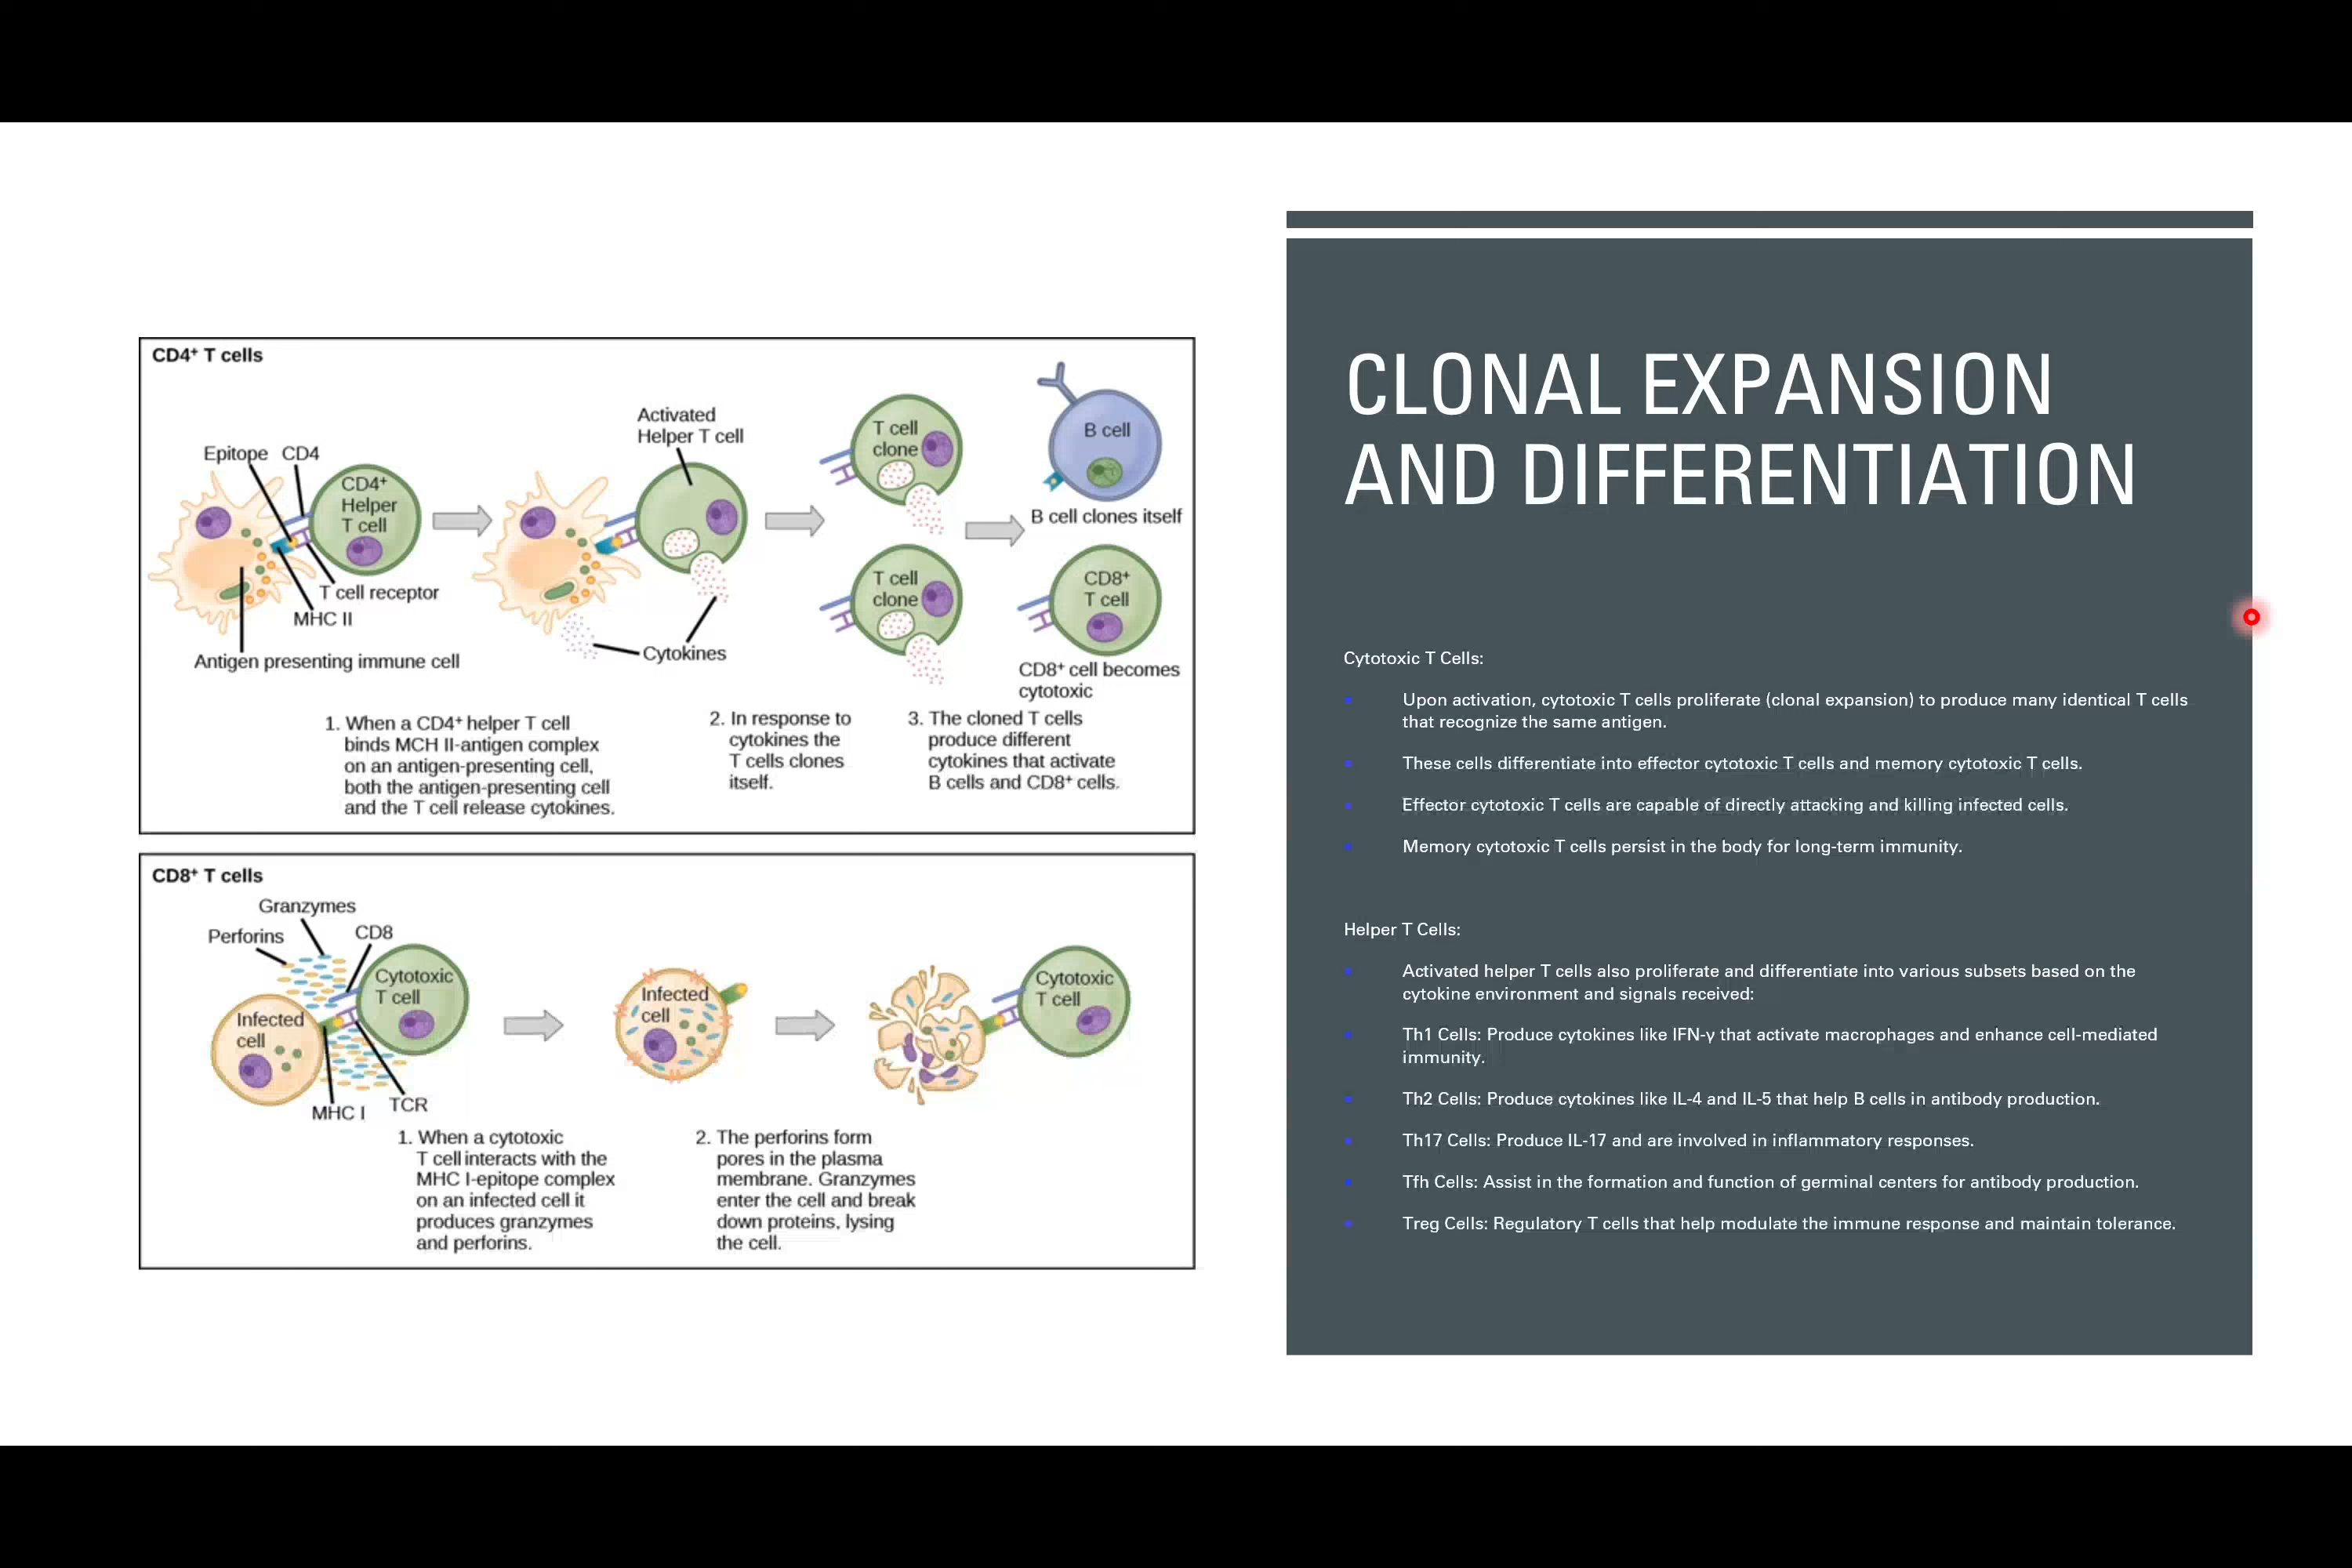 CD4⁺ T cells
Epitope
CD4
CD4⁺
Helper
T cell
T cell receptor
MHC II
Antigen presenting immune cell
Activated
Helper T cell
Cytokines
T cell
clone
T cell
clone
B cell
B cell clones itself
CD8⁺
T cell
CD8⁺ cell becomes
cytotoxic
1. When a CD4⁺ helper T cell
binds MCH II-antigen complex
on an antigen-presenting cell,
both the antigen-presenting cell
and the T cell release cytokines.
2. In response to
cytokines the
T cells clones
itself.
3. The cloned T cells
produce different
cytokines that activate
B cells and CD8⁺ cells.
CD8⁺ T cells
Granzymes
Perforins
CD8
Cytotoxic
T cell
Infected
cell
MHC I
TCR
Infected
cell
Cytotoxic
T cell
1. When a cytotoxic
T cell interacts with the
MHC I-epitope complex
on an infected cell it
produces granzymes
and perforins.
2. The perforins form
pores in the plasma
membrane. Granzymes
enter the cell and break
down proteins, lysing
the cell.
CLONAL EXPANSION
AND DIFFERENTIATION
Cytotoxic T Cells:
Upon activation, cytotoxic T cells proliferate (clonal expansion) to produce many identical T cells
that recognize the same antigen.
These cells differentiate into effector cytotoxic T cells and memory cytotoxic T cells.
Effector cytotoxic T cells are capable of directly attacking and killing infected cells.
Memory cytotoxic T cells persist in the body for long-term immunity.
Helper T Cells:
Activated helper T cells also proliferate and differentiate into various subsets based on the
cytokine environment and signals received:
Th1 Cells: Produce cytokines like IFN-γ that activate macrophages and enhance cell-mediated
immunity.
Th2 Cells: Produce cytokines like IL-4 and IL-5 that help B cells in antibody production.
Th17 Cells: Produce IL-17 and are involved in inflammatory responses.
Tfh Cells: Assist in the formation and function of germinal centers for antibody production.
Treg Cells: Regulatory T cells that help modulate the immune response and maintain tolerance.